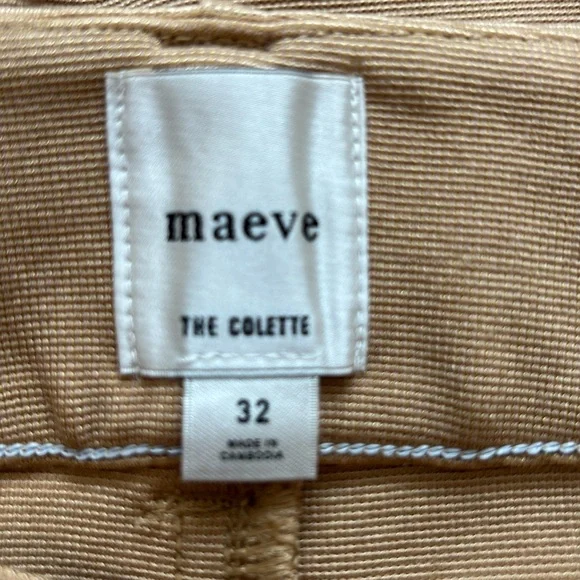 maeve
THE COLETTE
32
MADE IN
CAMBODIA